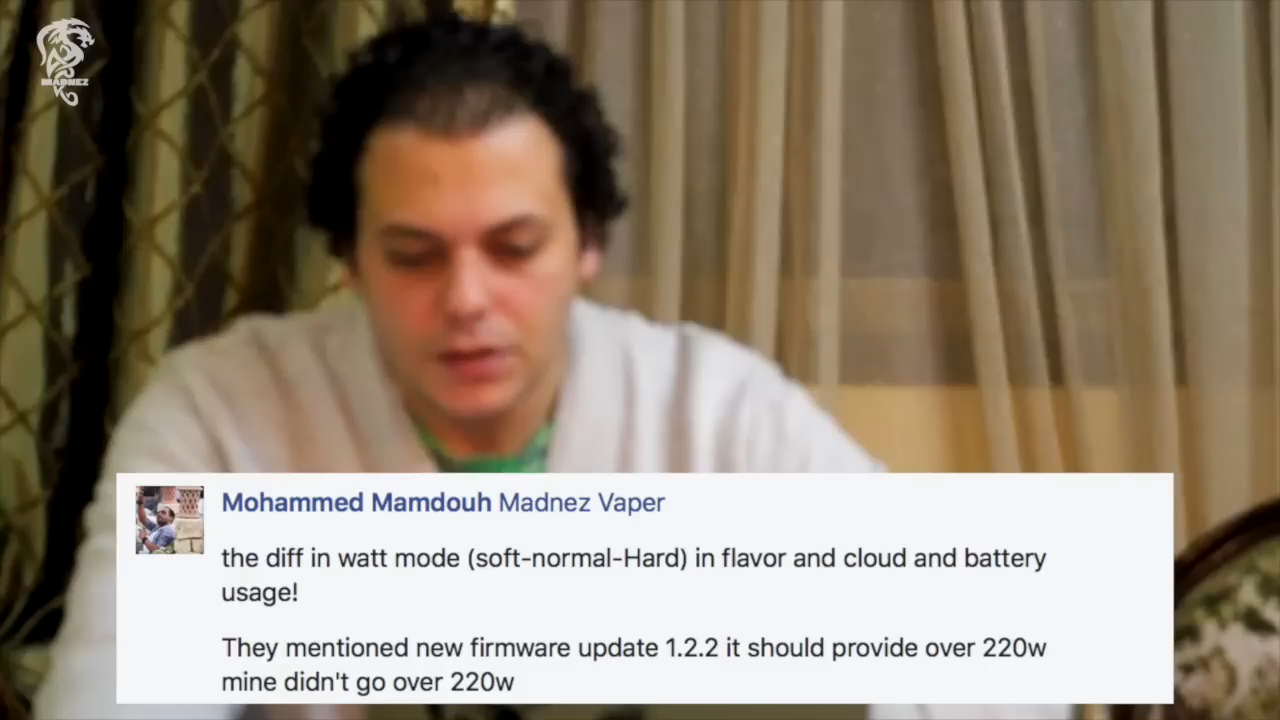 MADNEZ
Mohammed Mamdouh Madnez Vaper
the diff in watt mode (soft-normal-Hard) in flavor and cloud and battery
usage!
They mentioned new firmware update 1.2.2 it should provide over 220w
mine didn't go over 220w